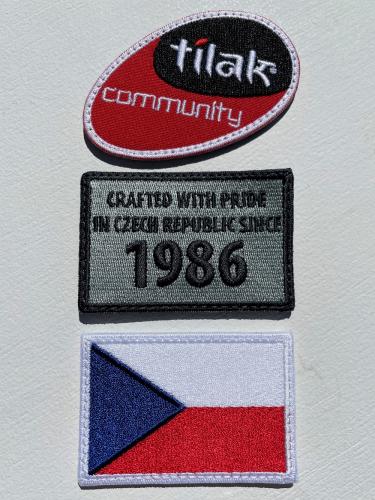 tilak
community
CRAFTED WITH PRIDE
IN CZECH REPUBLIC SINCE
1986